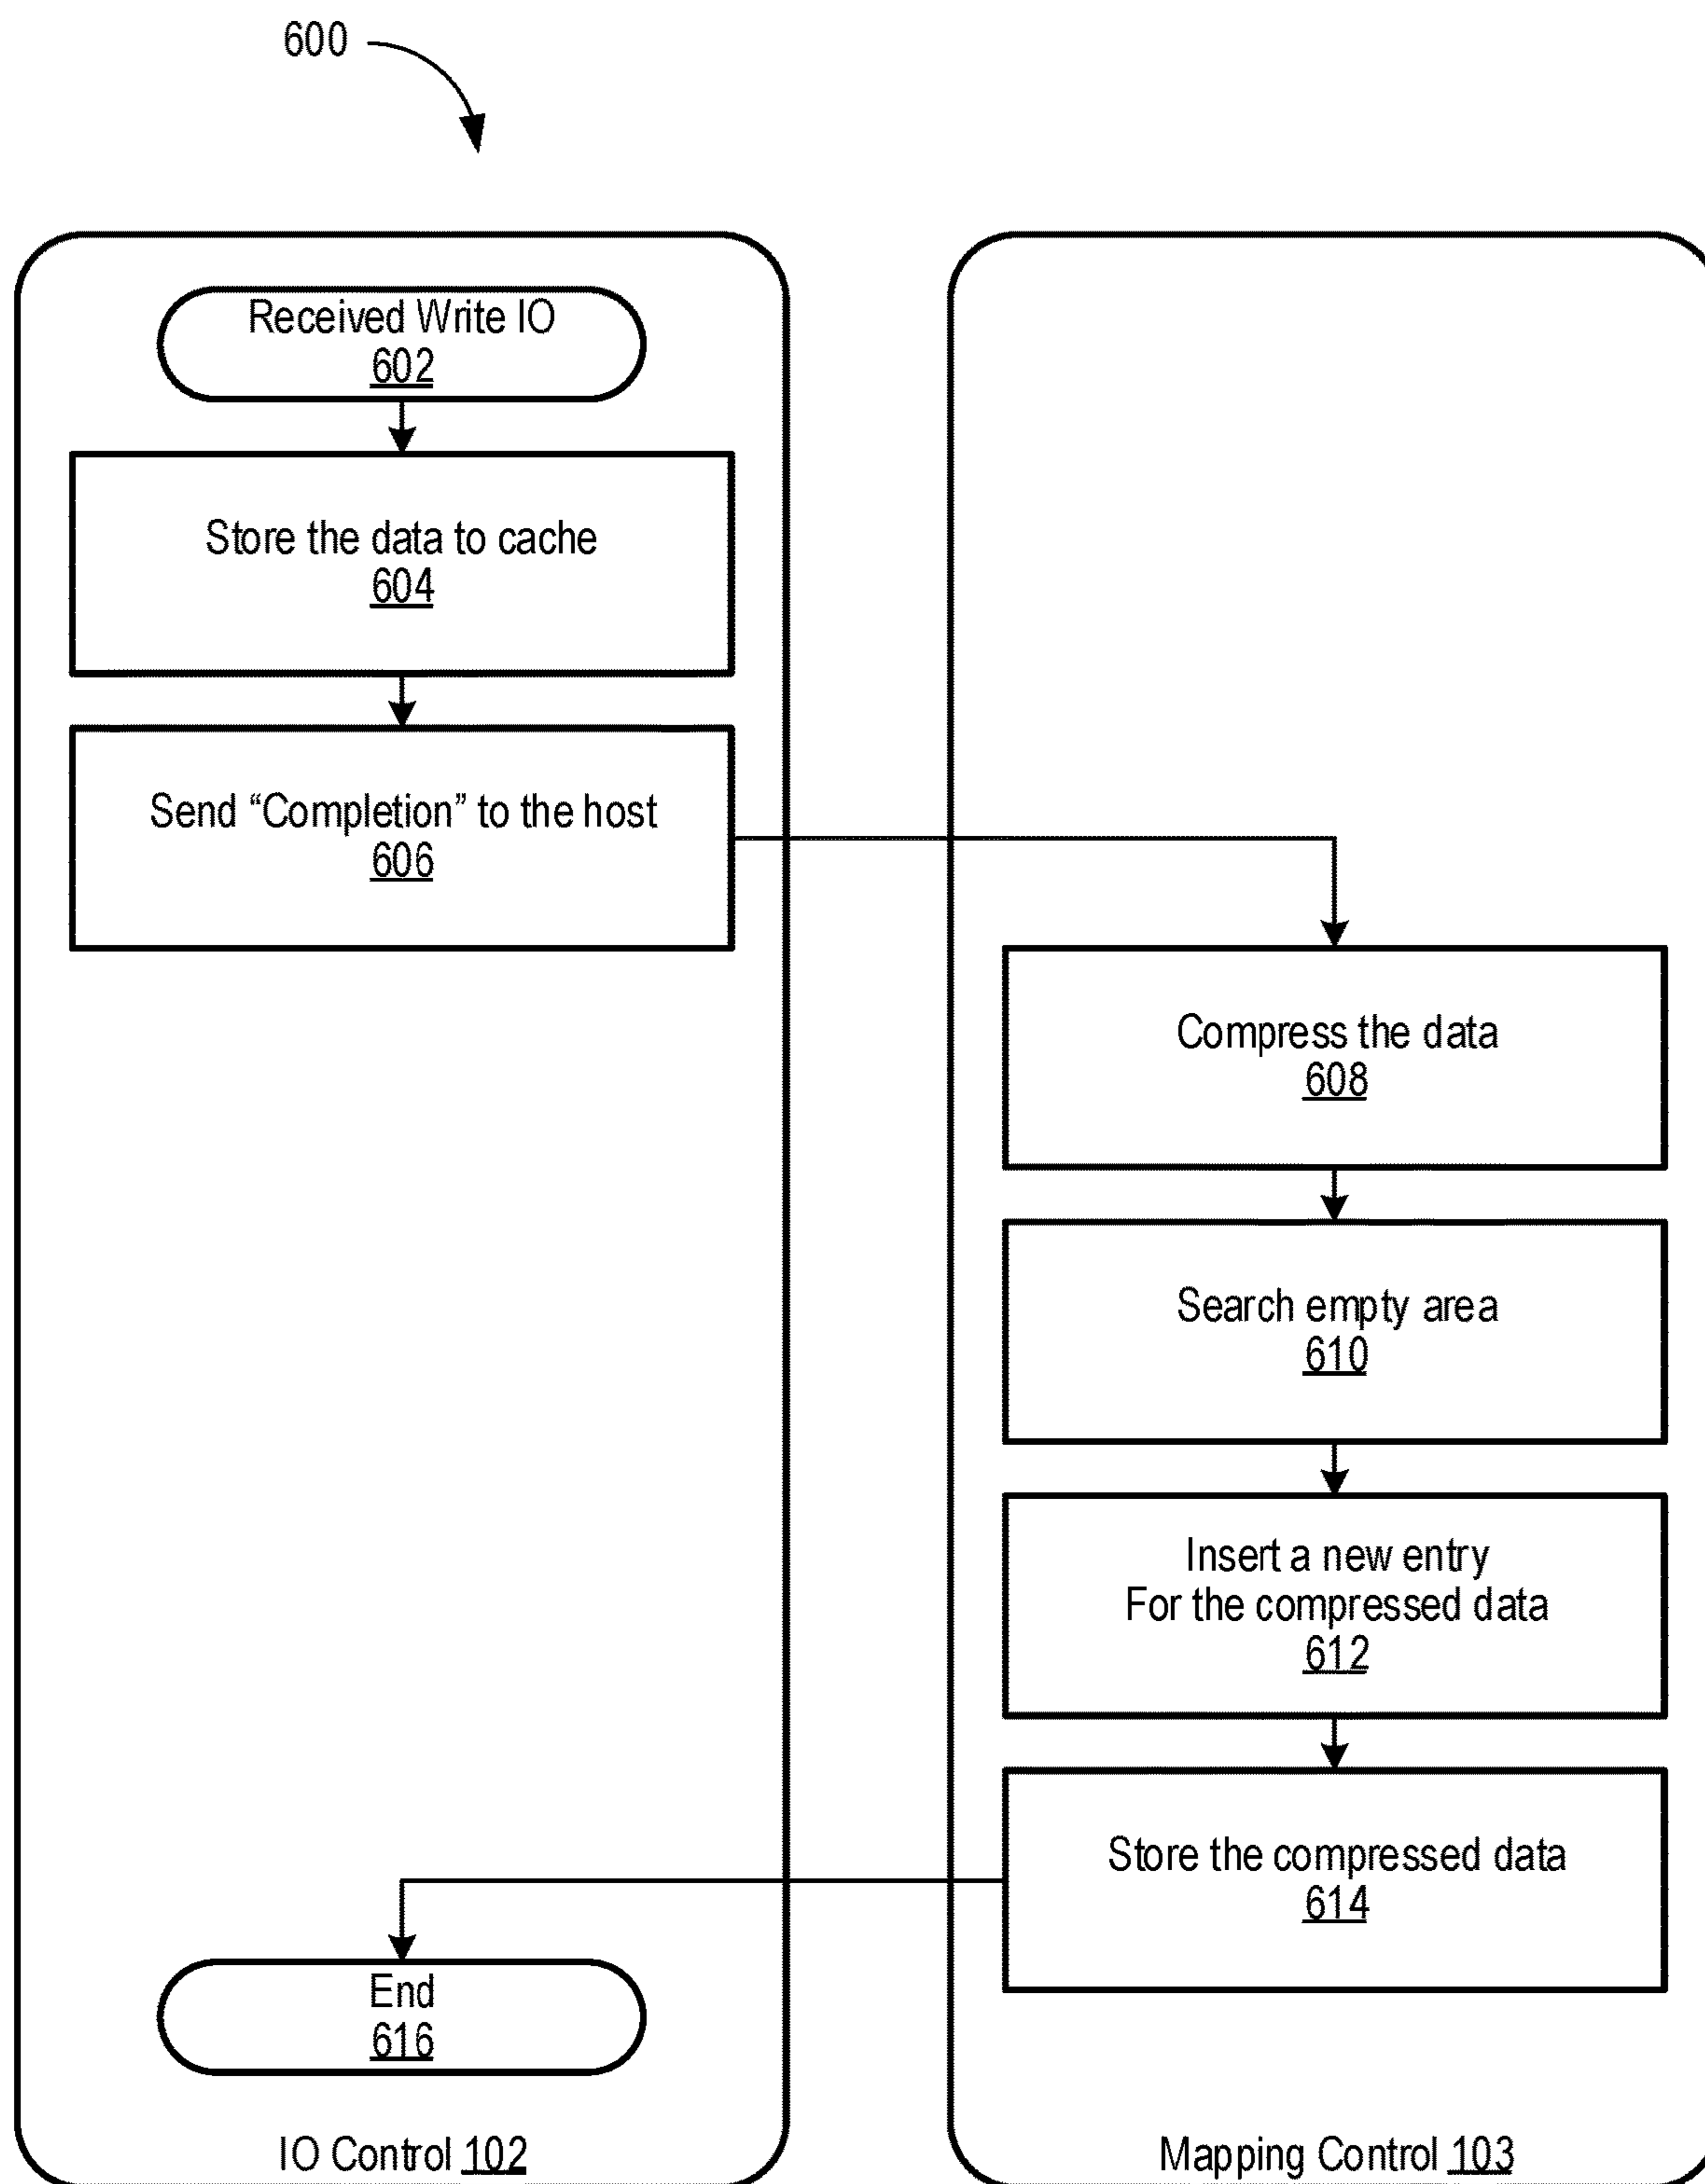 600
Received Write IO
602
Store the data to cache
604
Send “Completion” to the host
606
Compress the data
608
Search empty area
610
Insert a new entry
For the compressed data
612
Store the compressed data
614
End
616
IO Control 102
Mapping Control 103